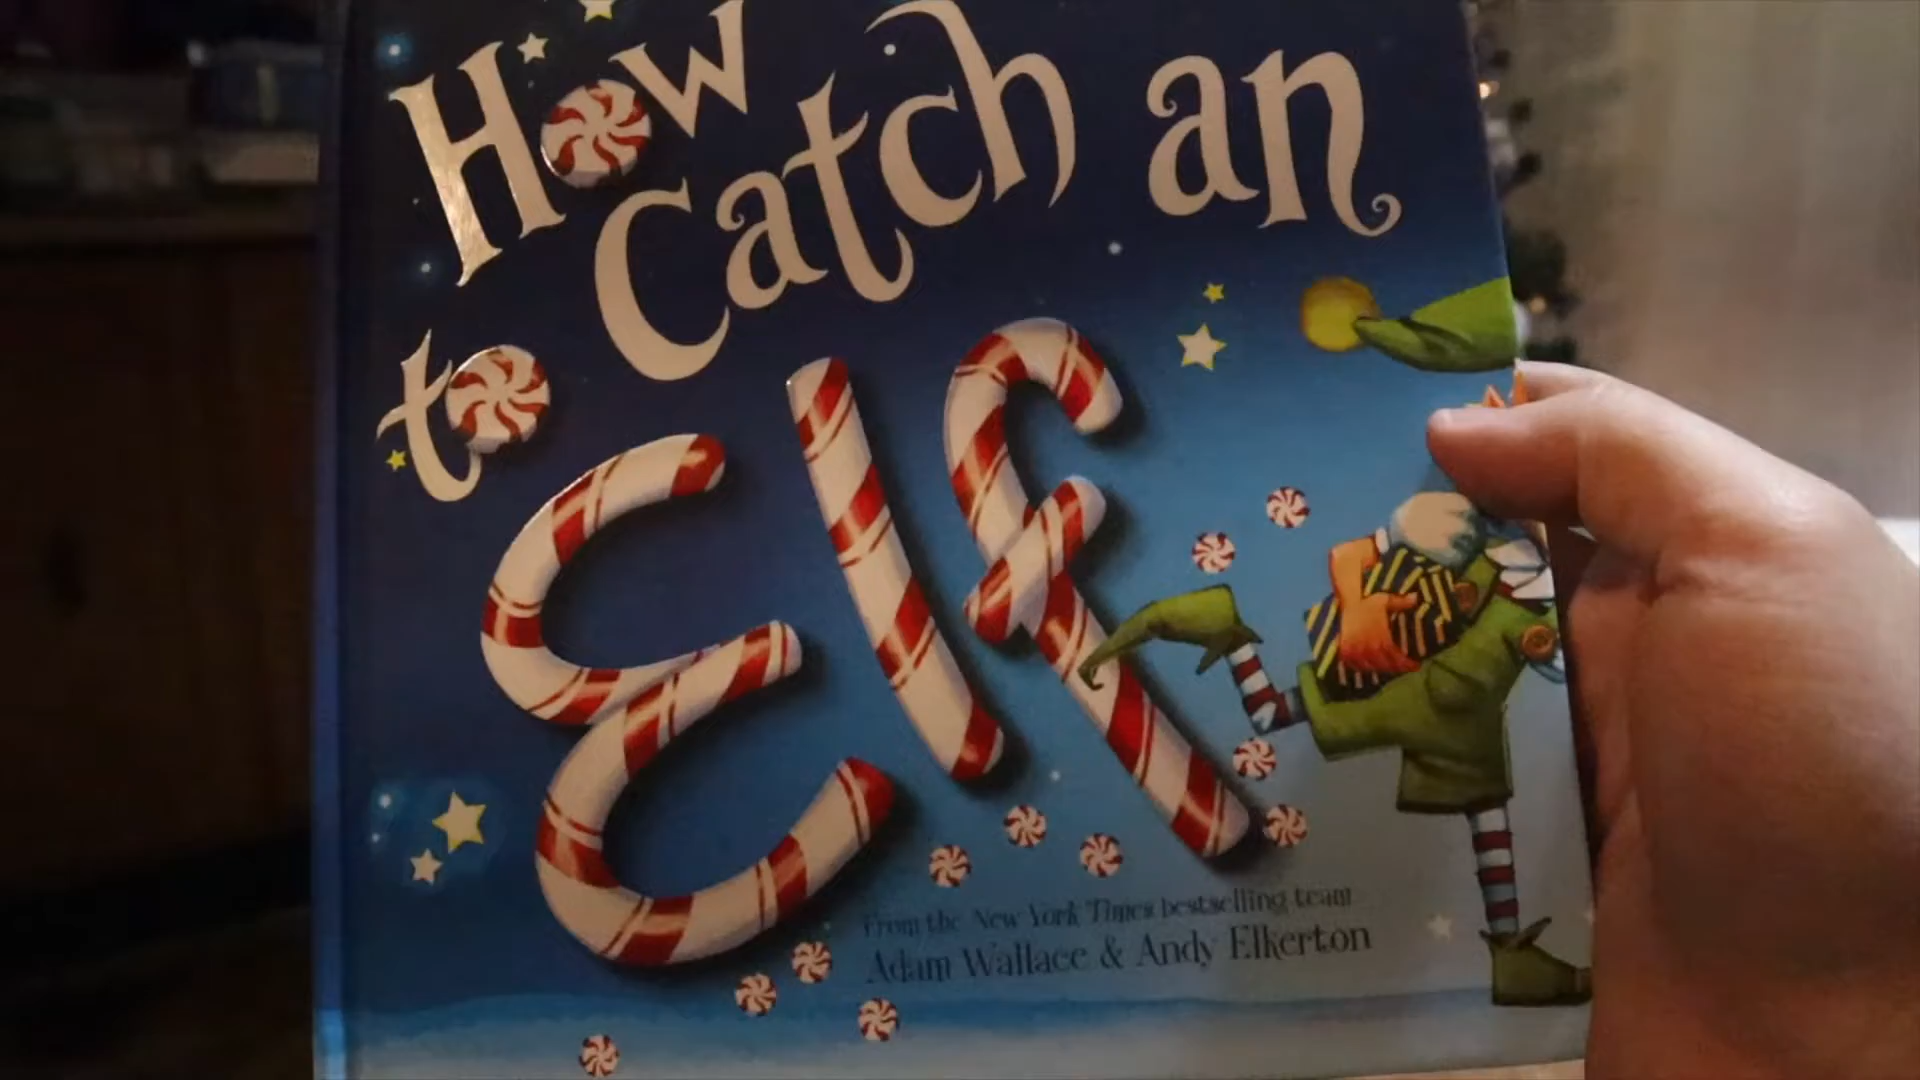 How
to Catch an
Elf
From the New York Times bestselling team
Adam Wallace & Andy Elkerton